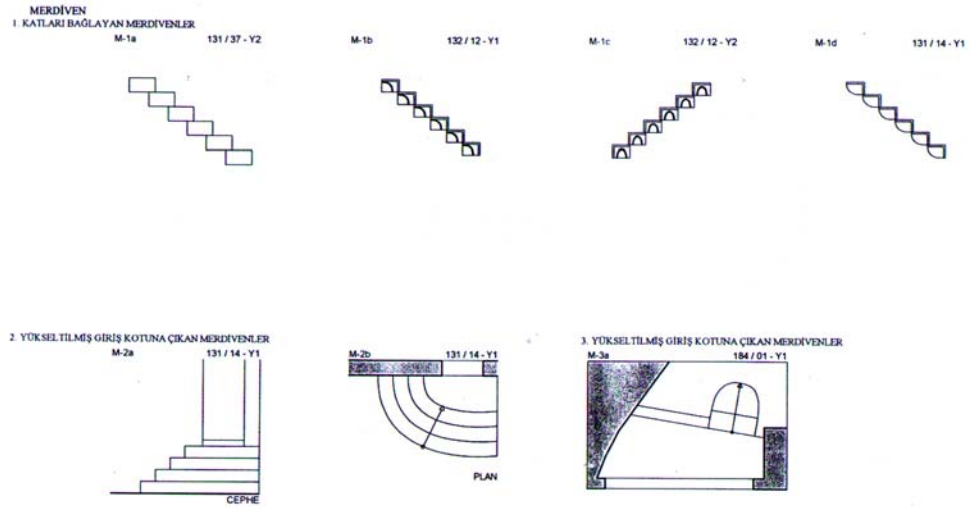 MERDİVEN
1. KATLARI BAĞLAYAN MERDİVENLER
M-1a 131 / 37 - Y2
M-1b 132 / 12 - Y1
M-1c 132 / 12 - Y2
M-1d 131 / 14 - Y1
2. YÜKSELTİLMİŞ GİRİŞ KOTUNA ÇIKAN MERDİVENLER
M-2a 131 / 14 - Y1
CEPHE
M-2b 131 / 14 - Y1
PLAN
3. YÜKSELTİLMİŞ GİRİŞ KOTUNA ÇIKAN MERDİVENLER
M-3a 184 / 01 - Y1